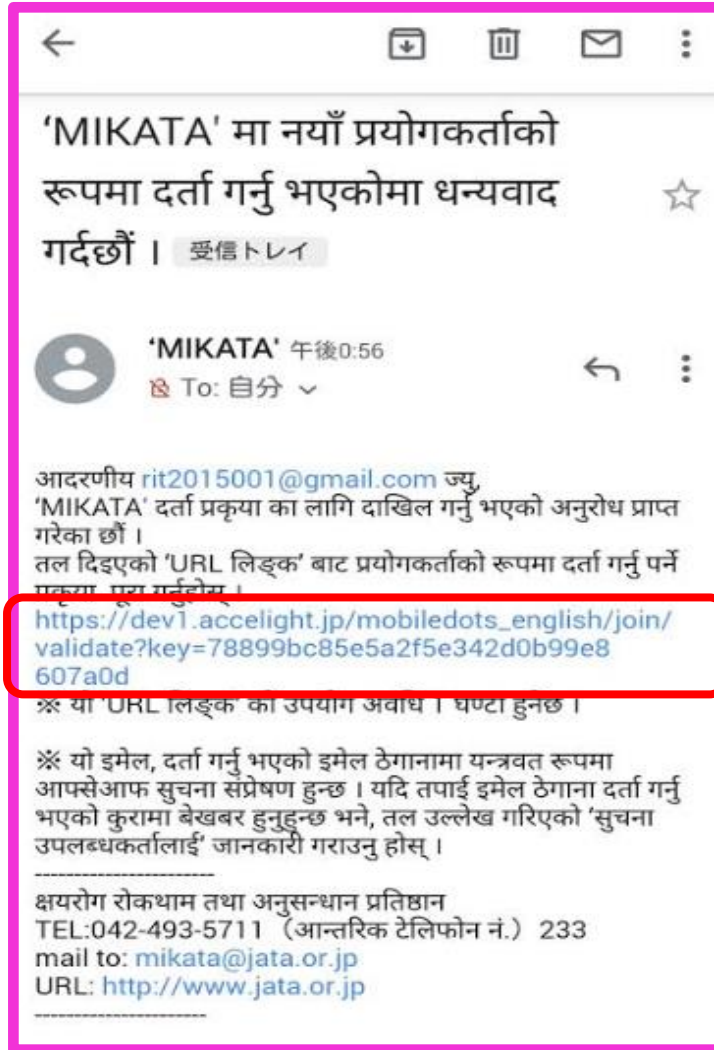 ‘MIKATA' मा नयाँ प्रयोगकर्ताको
रूपमा दर्ता गर्नु भएकोमा धन्यवाद
गर्दछौं । 受信トレイ
‘MIKATA' 午後0:56
To: 自分
आदरणीय rit2015001@gmail.com ज्यु,
‘MIKATA' दर्ता प्रकृया का लागि दाखिल गर्नु भएको अनुरोध प्राप्त
गरेका छौं ।
तल दिइएको ‘URL लिङ्क’ बाट प्रयोगकर्ताको रूपमा दर्ता गर्नु पर्ने
प्रकृया पूरा गर्नुहोस् ।
https://dev1.accelight.jp/mobiledots_english/join/
validate?key=78899bc85e5a2f5e342d0b99e8
607a0d
※ यो ‘URL लिङ्क’ को उपयोग अवधि १ घण्टा हुनेछ ।
※ यो इमेल, दर्ता गर्नु भएको इमेल ठेगानामा यन्त्रवत रूपमा
आफ्सेआफ सुचना संप्रेषण हुन्छ । यदि तपाई इमेल ठेगाना दर्ता गर्नु
भएको कुरामा बेखबर हुनुहुन्छ भने, तल उल्लेख गरिएको ‘सुचना
उपलब्धकर्तालाई’ जानकारी गराउनु होस् ।
-----------------------
क्षयरोग रोकथाम तथा अनुसन्धान प्रतिष्ठान
TEL:042-493-5711 （आन्तरिक टेलिफोन नं.） 233
mail to: mikata@jata.or.jp
URL: http://www.jata.or.jp
----------------------